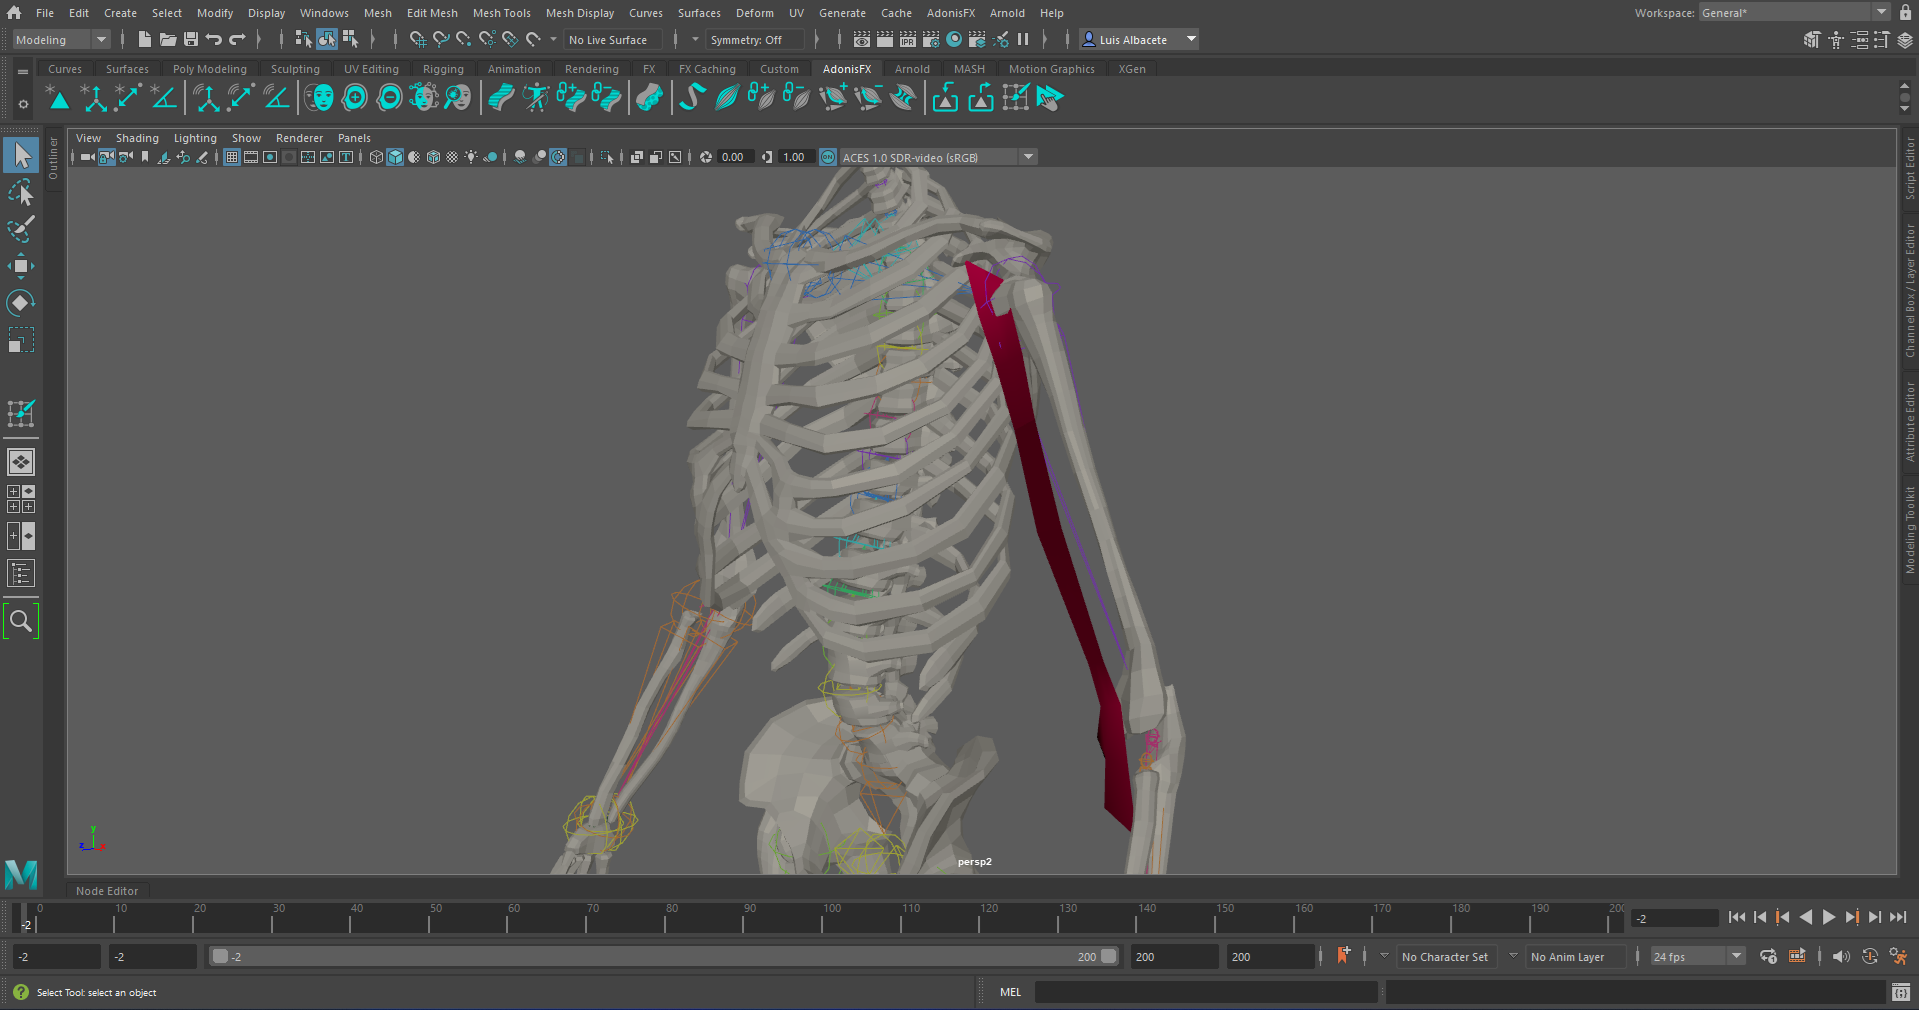 File Edit Create Select Modify Display Windows Mesh Edit Mesh Mesh Tools Mesh Display Curves Surfaces Deform UV Generate Cache AdonisFX Arnold Help Workspace: General*
Modeling No Live Surface Symmetry: Off IPR Luis Albacete
Curves Surfaces Poly Modeling Sculpting UV Editing Rigging Animation Rendering FX FX Caching Custom AdonisFX Arnold MASH Motion Graphics XGen
View Shading Lighting Show Renderer Panels
0.00 1.00 ON ACES 1.0 SDR-video (sRGB)
Outliner
Script Editor
Channel Box / Layer Editor
Attribute Editor
Modeling Toolkit
y
z x
persp2
Node Editor
0 10 20 30 40 50 60 70 80 90 100 110 120 130 140 150 160 170 180 190 200
-2 -2
-2 -2 -2 200 200 200 No Character Set No Anim Layer 24 fps
Select Tool: select an object MEL